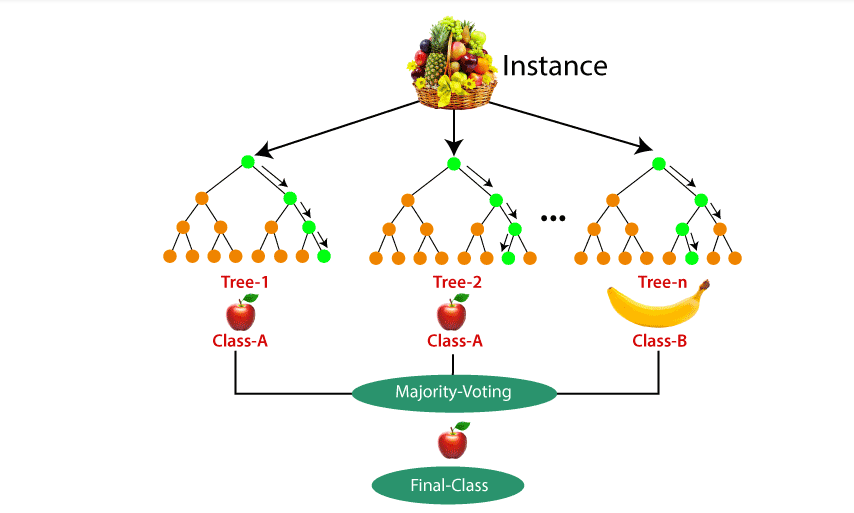 Instance
...
Tree-1
Tree-2
Tree-n
Class-A
Class-A
Class-B
Majority-Voting
Final-Class